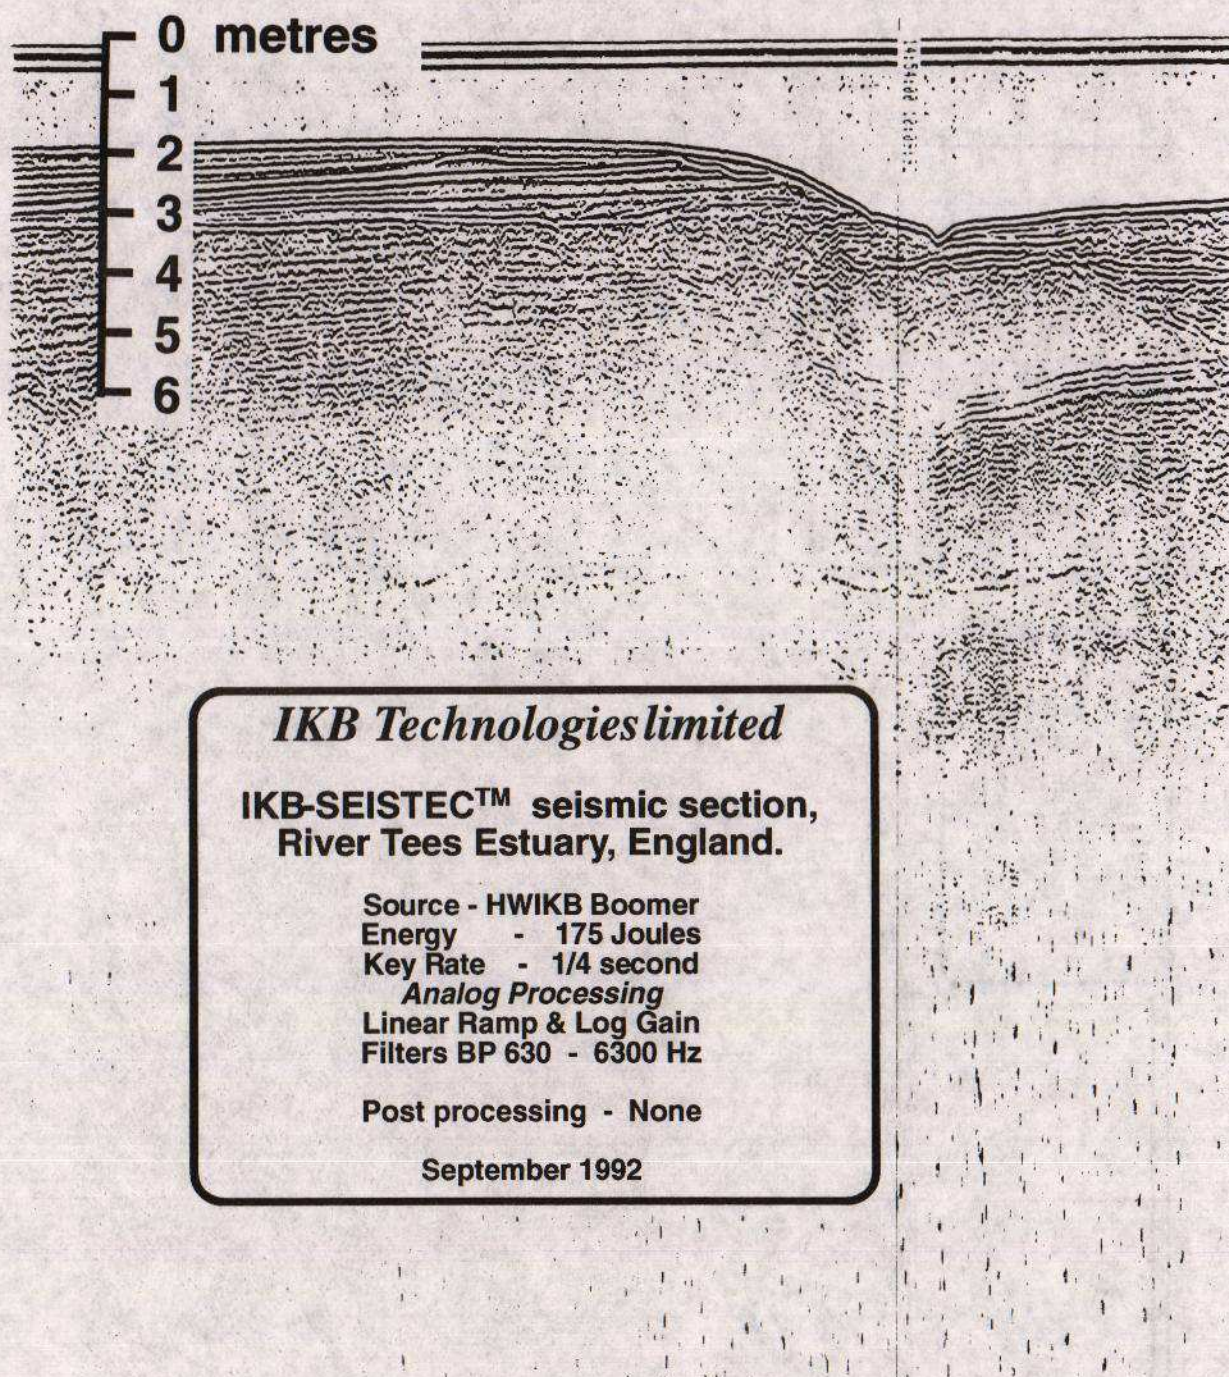 0 metres
1
2
3
4
5
6
IKB Technologies limited
IKB-SEISTEC™ seismic section,
River Tees Estuary, England.
Source - HWIKB Boomer
Energy - 175 Joules
Key Rate - 1/4 second
Analog Processing
Linear Ramp & Log Gain
Filters BP 630 - 6300 Hz
Post processing - None
September 1992